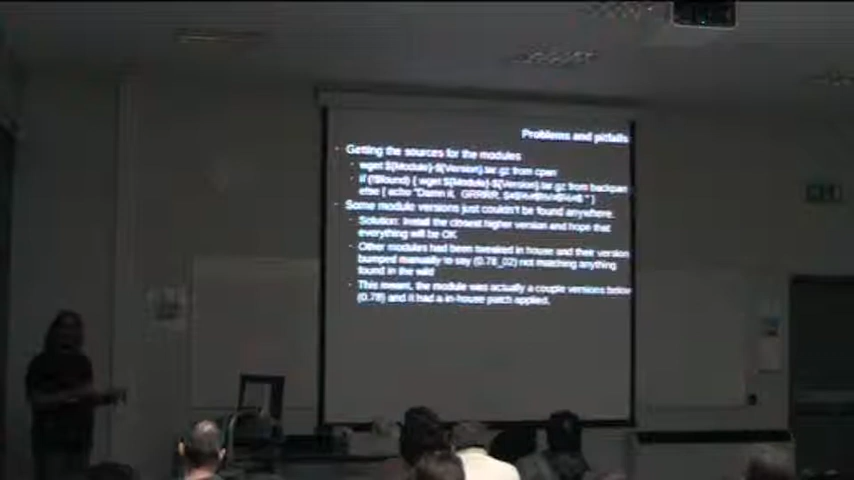 Problems and pitfalls
Getting the sources for the modules
wget ${Module}-${Version}.tar.gz from cpan
if (!$found) { wget ${Module}-${Version}.tar.gz from backpan
else { echo "Damn it, GRRRR,
Some module versions just couldn't be found anywhere.
Solution: Install the closest higher version and hope that
everything will be OK
Other modules had been tweaked in house and their version
bumped manually to say (0.78_02) not matching anything
found in the wild
This meant, the module was actually a couple versions below
(0.78) and it had a in-house patch applied.